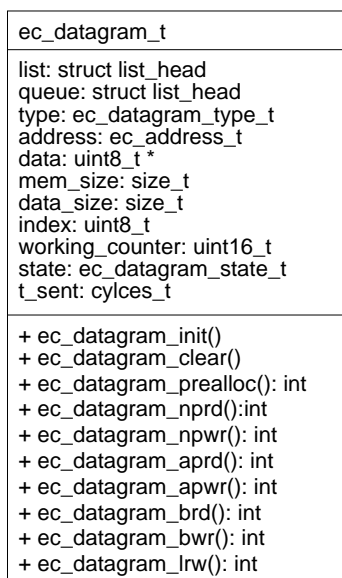 ec_datagram_t
list: struct list_head
queue: struct list_head
type: ec_datagram_type_t
address: ec_address_t
data: uint8_t *
mem_size: size_t
data_size: size_t
index: uint8_t
working_counter: uint16_t
state: ec_datagram_state_t
t_sent: cylces_t
+ ec_datagram_init()
+ ec_datagram_clear()
+ ec_datagram_prealloc(): int
+ ec_datagram_nprd():int
+ ec_datagram_npwr(): int
+ ec_datagram_aprd(): int
+ ec_datagram_apwr(): int
+ ec_datagram_brd(): int
+ ec_datagram_bwr(): int
+ ec_datagram_lrw(): int